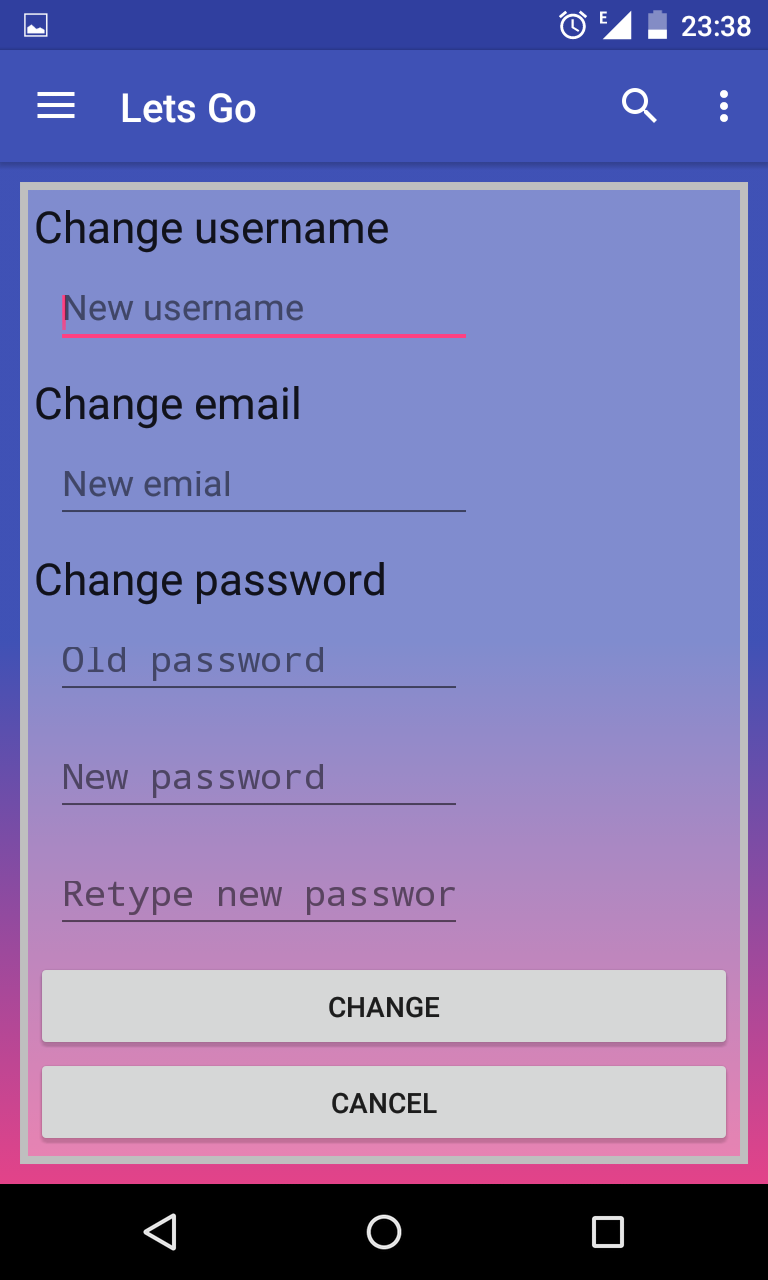 E 23:38
Lets Go
Change username
New username
Change email
New emial
Change password
Old password
New password
Retype new passwor
CHANGE
CANCEL